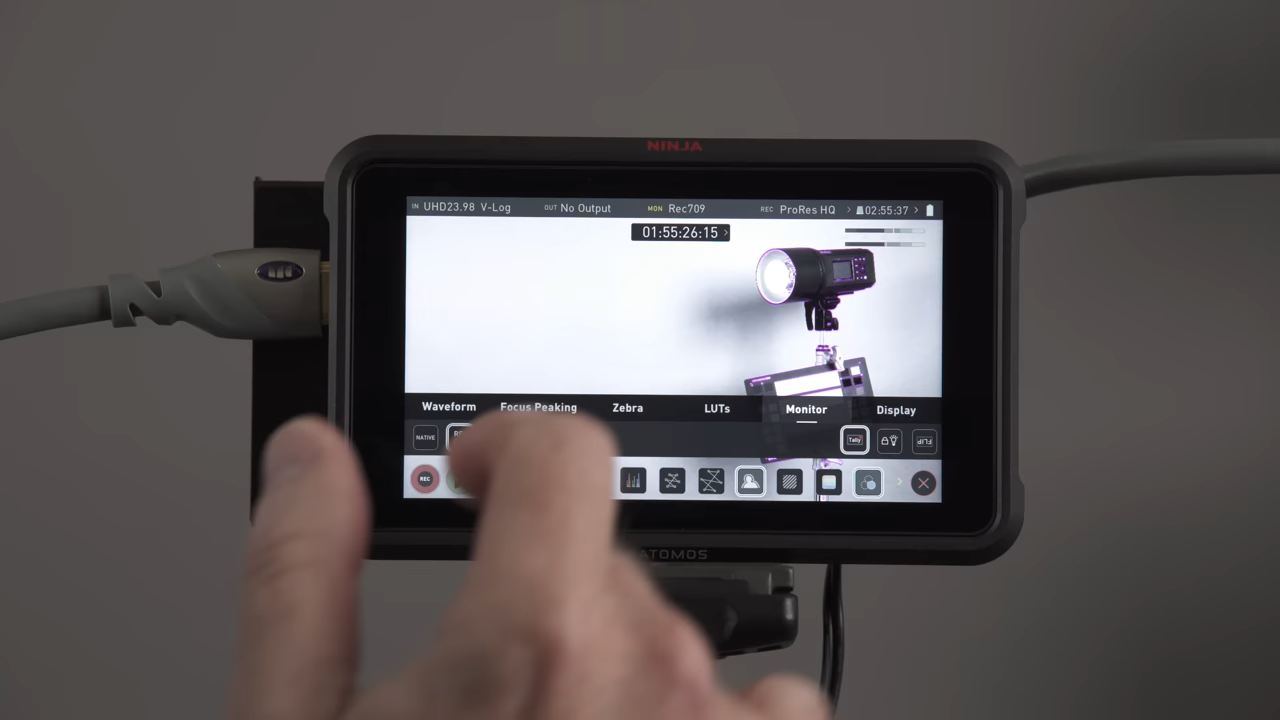 NINJA
IN UHD23.98 V-Log OUT No Output MON Rec709 REC ProRes HQ 02:55:37
01:55:26:15
Waveform Focus Peaking Zebra LUTs Monitor Display
NATIVE Tally FLIP
REC
ATOMOS